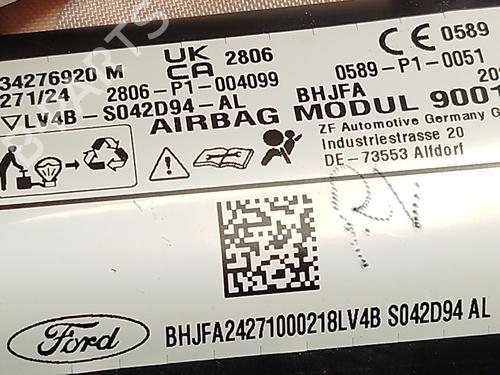 34276920 M
UK CA 2806
CE 0589
271/24 2806-P1-004099
0589-P1-0051
LV4B-S042D94-AL
BHJFA
AIRBAG MODUL 9001
ZF Automotive Germany G
Industriestrasse 20
DE-73553 Alfdorf
Ford
BHJFA24271000218LV4B S042D94 AL